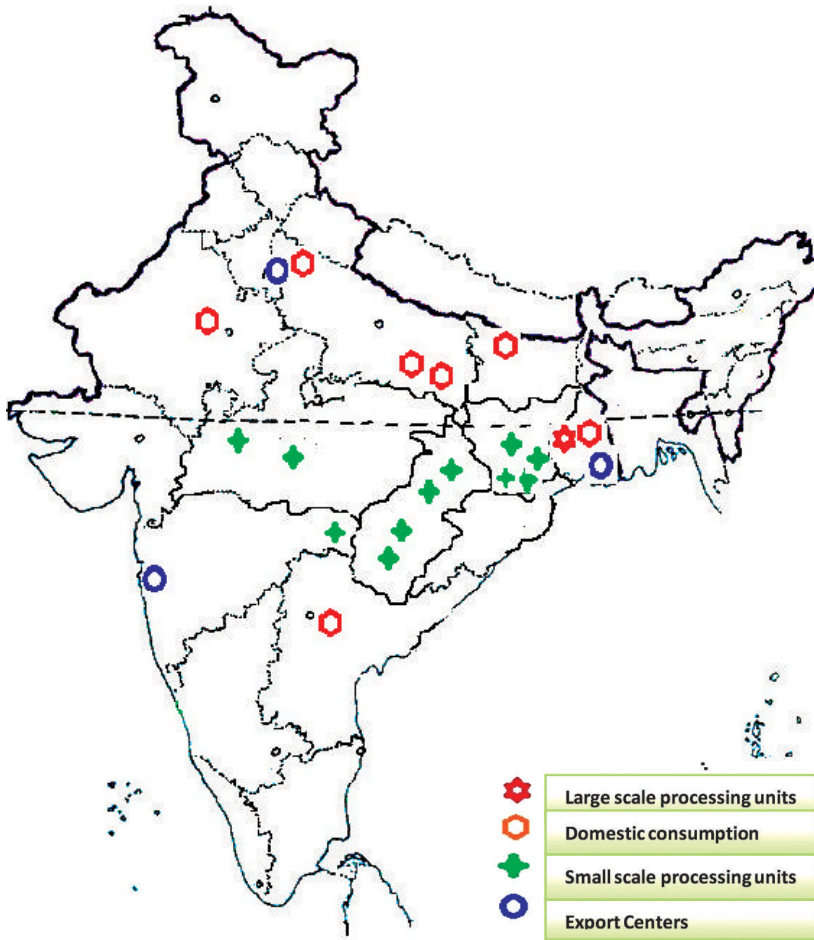 Large scale processing units
Domestic consumption
Small scale processing units
Export Centers